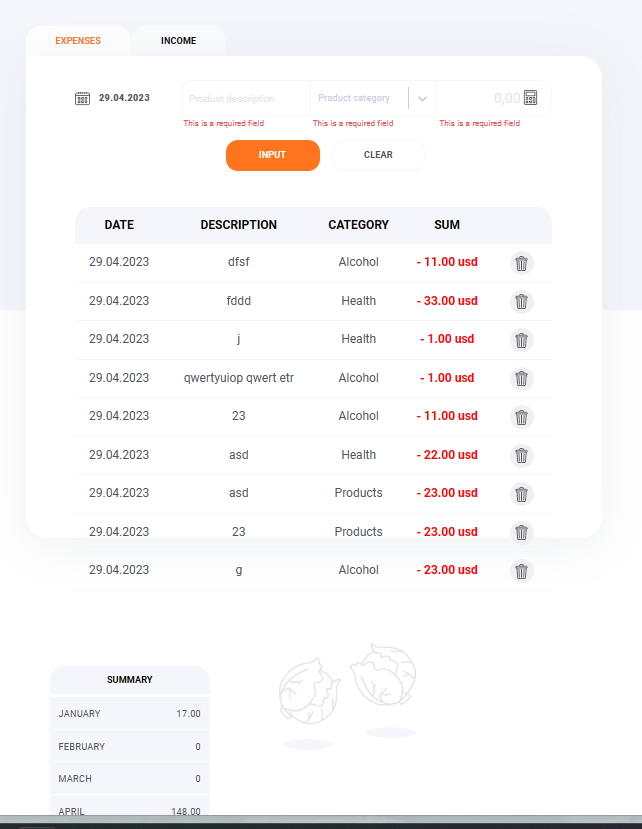 EXPENSES INCOME
29.04.2023 Product description Product category 0,00
This is a required field This is a required field This is a required field
INPUT CLEAR
DATE DESCRIPTION CATEGORY SUM
29.04.2023 dfsf Alcohol - 11.00 usd
29.04.2023 fddd Health - 33.00 usd
29.04.2023 j Health - 1.00 usd
29.04.2023 qwertyuiop qwert etr Alcohol - 1.00 usd
29.04.2023 23 Alcohol - 11.00 usd
29.04.2023 asd Health - 22.00 usd
29.04.2023 asd Products - 23.00 usd
29.04.2023 23 Products - 23.00 usd
29.04.2023 g Alcohol - 23.00 usd
SUMMARY
JANUARY 17.00
FEBRUARY 0
MARCH 0
APRIL 148.00